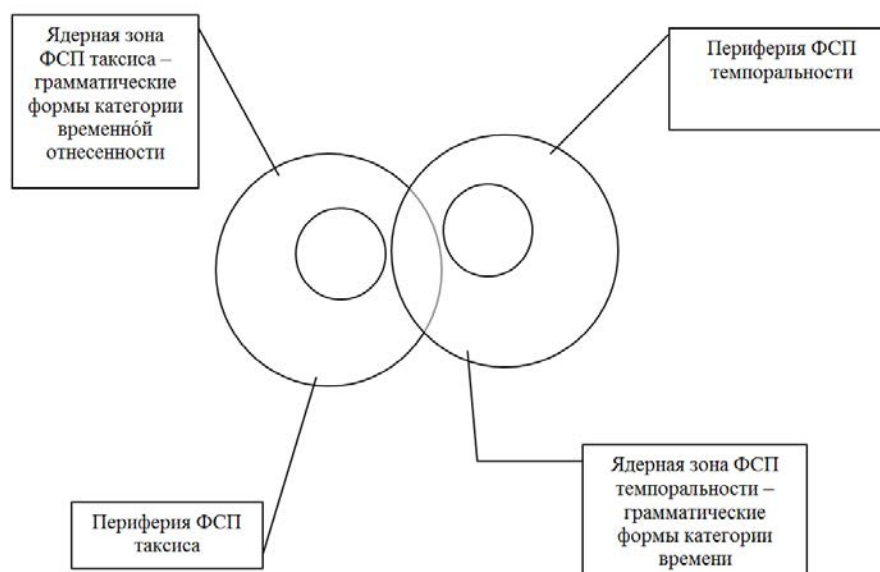 Ядерная зона
ФСП таксиса –
грамматические
формы категории
временнóй
отнесенности
Периферия ФСП
темпоральности
Периферия ФСП
таксиса
Ядерная зона ФСП
темпоральности –
грамматические
формы категории
времени